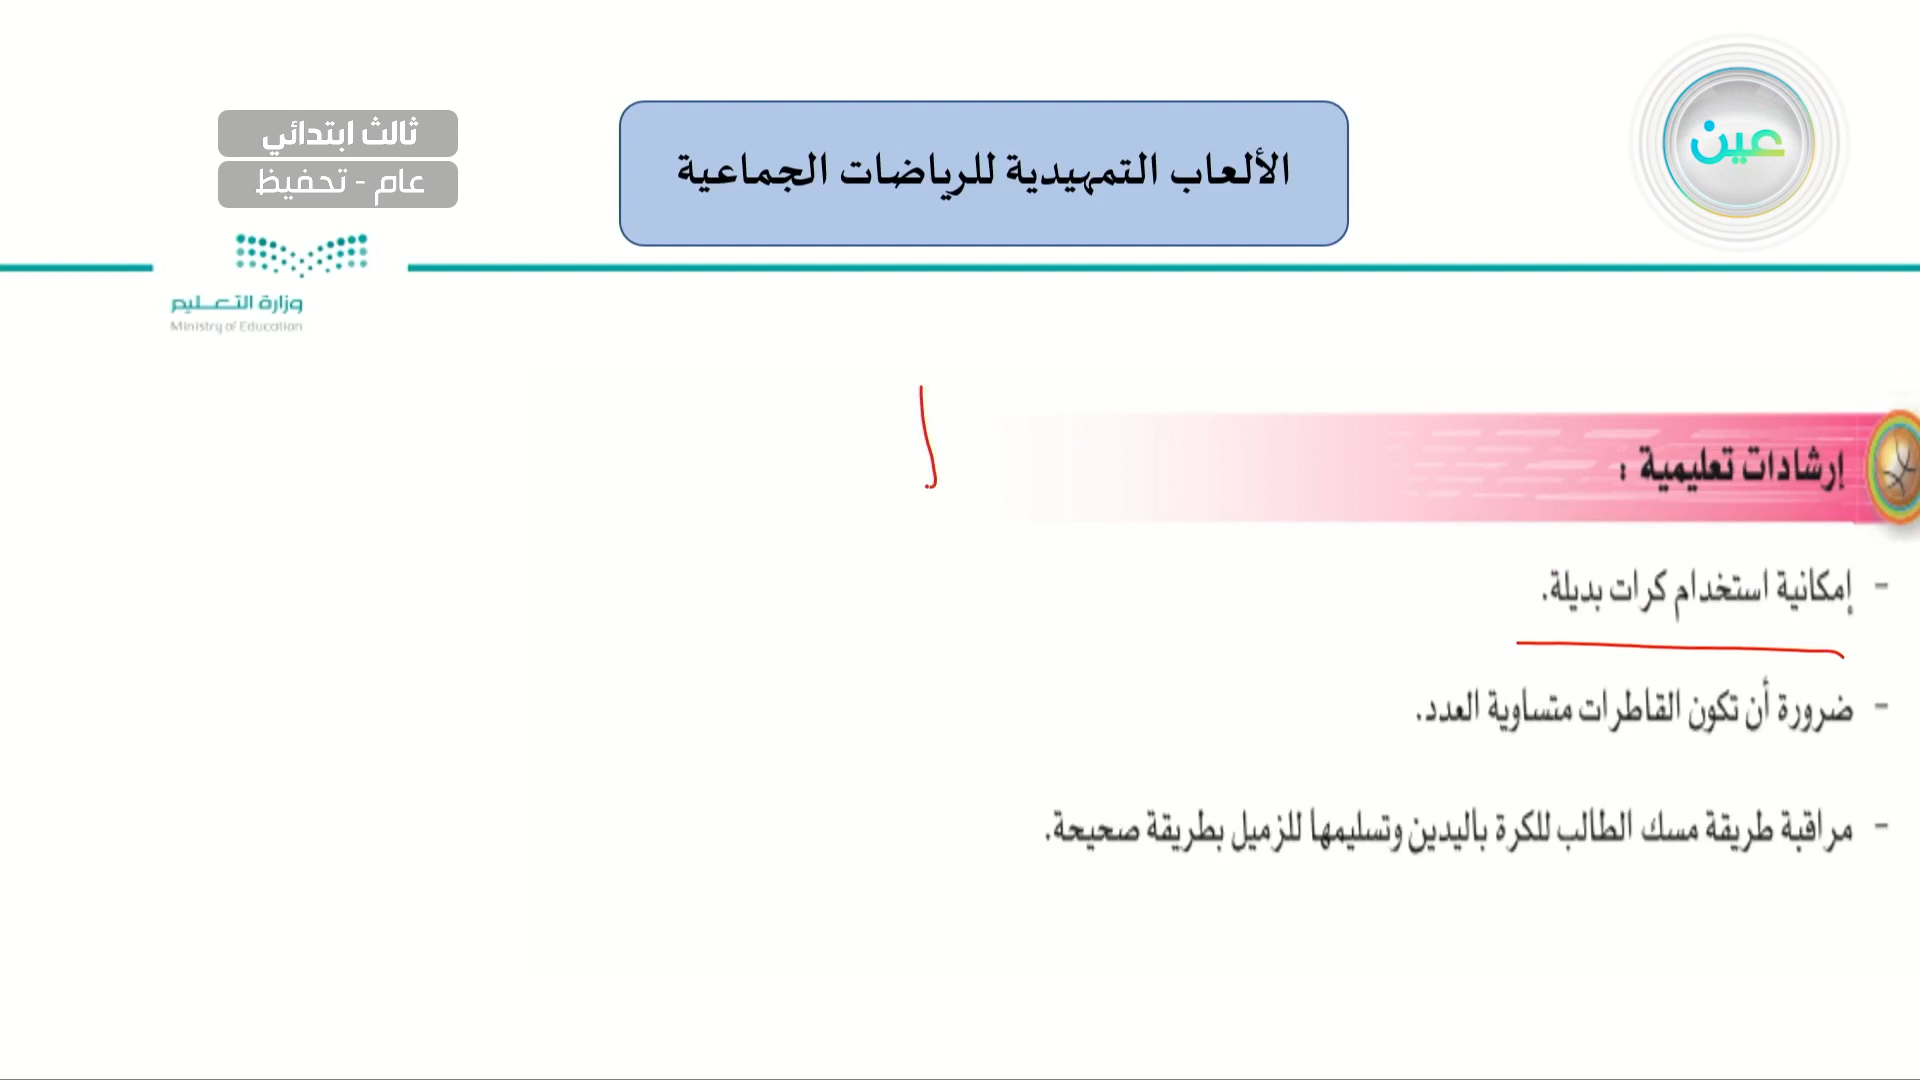 عين
الألعاب التمهيدية للرياضات الجماعية
ثالث ابتدائي
عام - تحفيظ
وزارة التعليم
Ministry of Education
إرشادات تعليمية :
- إمكانية استخدام كرات بديلة.
- ضرورة أن تكون القاطرات متساوية العدد.
- مراقبة طريقة مسك الطالب للكرة باليدين وتسليمها للزميل بطريقة صحيحة.